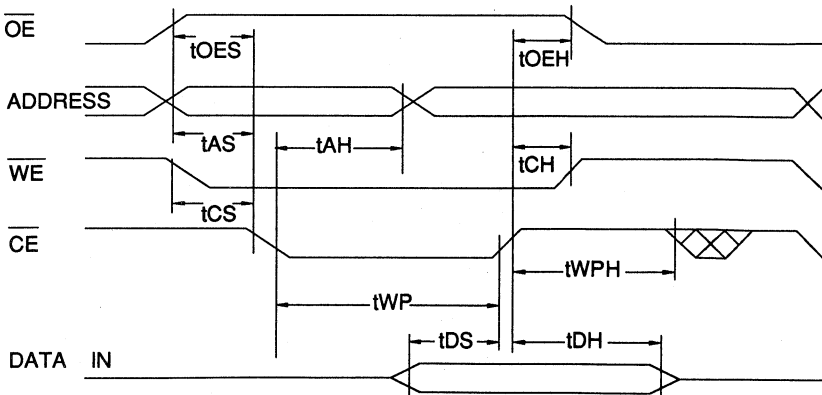 OE
tOES
tOEH
ADDRESS
tAS
tAH
tCH
WE
tCS
CE
tWPH
tWP
tDS
tDH
DATA IN